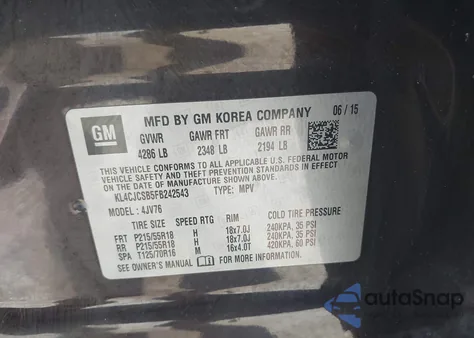 GM
MFD BY GM KOREA COMPANY 06/15
GVWR GAWR FRT GAWR RR
4286 LB 2348 LB 2194 LB
THIS VEHICLE CONFORMS TO ALL APPLICABLE U.S. FEDERAL MOTOR
VEHICLE SAFETY AND THEFT PREVENTION STANDARDS IN EFFECT ON
THE DATE OF MANUFACTURE SHOWN ABOVE.
KL4CJCSB5FB242543 TYPE: MPV
MODEL: 4JV76
TIRE SIZE SPEED RTG RIM COLD TIRE PRESSURE
FRT P215/55R18 H 18x7.0J 240KPA, 35 PSI
RR P215/55R18 H 18x7.0J 240KPA, 35 PSI
SPA T125/70R16 M 16x4.0T 420KPA, 60 PSI
SEE OWNER'S MANUAL FOR MORE INFORMATION
autoSnap